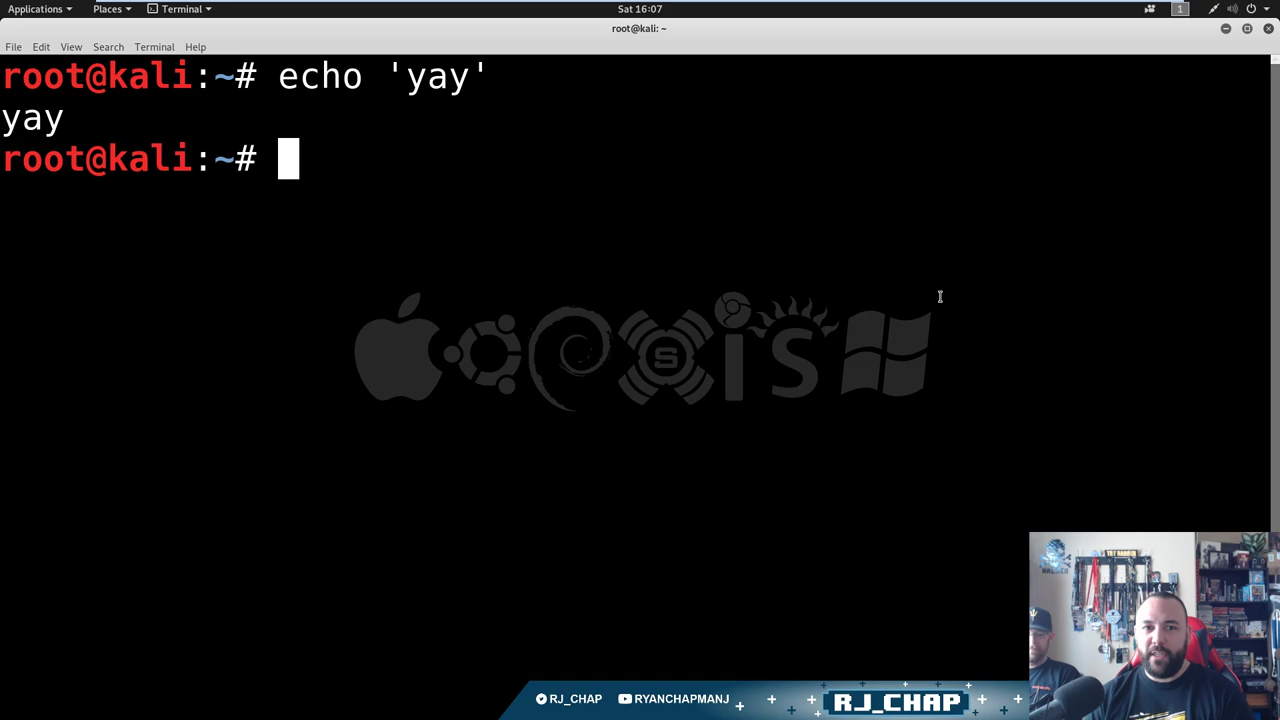 Applications Places Terminal Sat 16:07 1
root@kali: ~
File Edit View Search Terminal Help
root@kali:~# echo 'yay'
yay
root@kali:~#
RJ_CHAP RYANCHAPMANJ RJ_CHAP